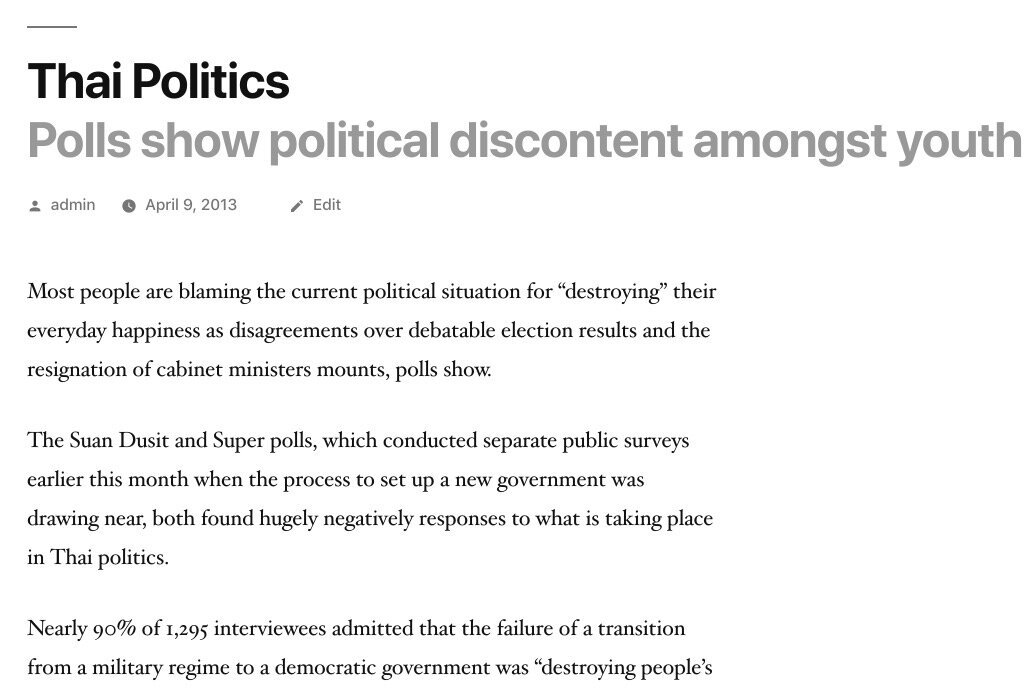 Thai Politics
Polls show political discontent amongst youth
admin April 9, 2013 Edit
Most people are blaming the current political situation for “destroying” their
everyday happiness as disagreements over debatable election results and the
resignation of cabinet ministers mounts, polls show.
The Suan Dusit and Super polls, which conducted separate public surveys
earlier this month when the process to set up a new government was
drawing near, both found hugely negatively responses to what is taking place
in Thai politics.
Nearly 90% of 1,295 interviewees admitted that the failure of a transition
from a military regime to a democratic government was “destroying people’s